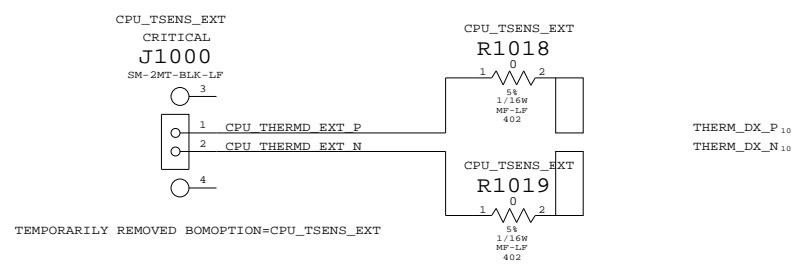 CPU_TSENS_EXT
CRITICAL
J1000
SM-2MT-BLK-LF
3
1 CPU_THERMD_EXT_P
2 CPU_THERMD_EXT_N
4
TEMPORARILY REMOVED BOMOPTION=CPU_TSENS_EXT
CPU_TSENS_EXT
R1018
0
1 2
5%
1/16W
MF-LF
402
CPU_TSENS_EXT
R1019
0
1 2
5%
1/16W
MF-LF
402
THERM_DX_P 10
THERM_DX_N 10